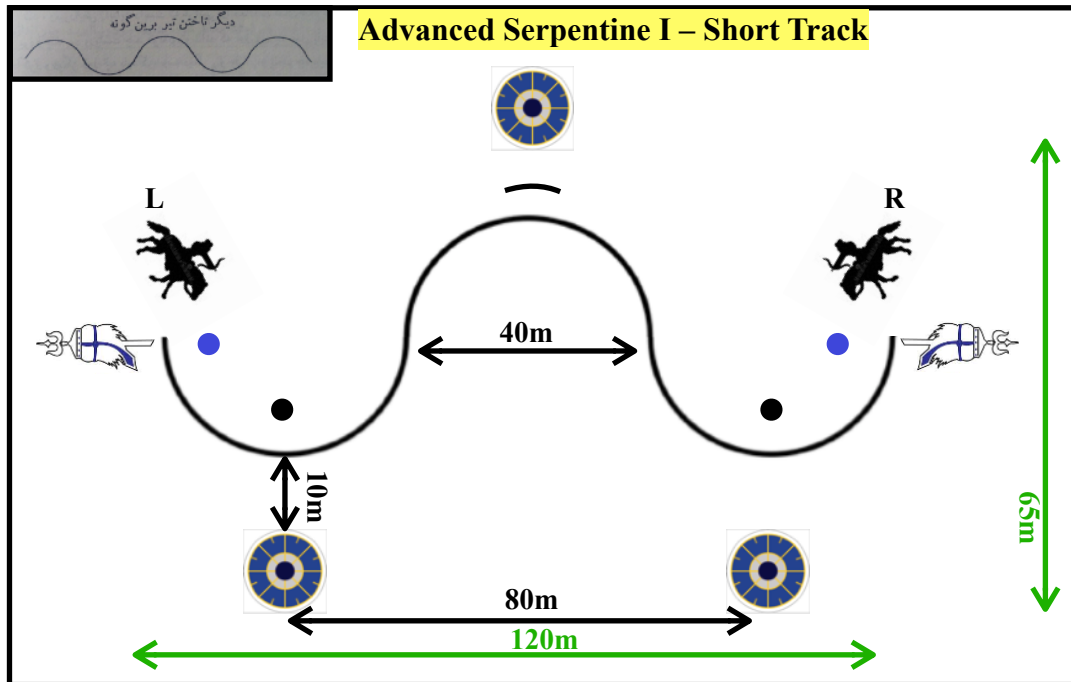 دیگر تاختن تیر برین گونه
Advanced Serpentine I – Short Track
L
R
40m
10m
65m
80m
120m